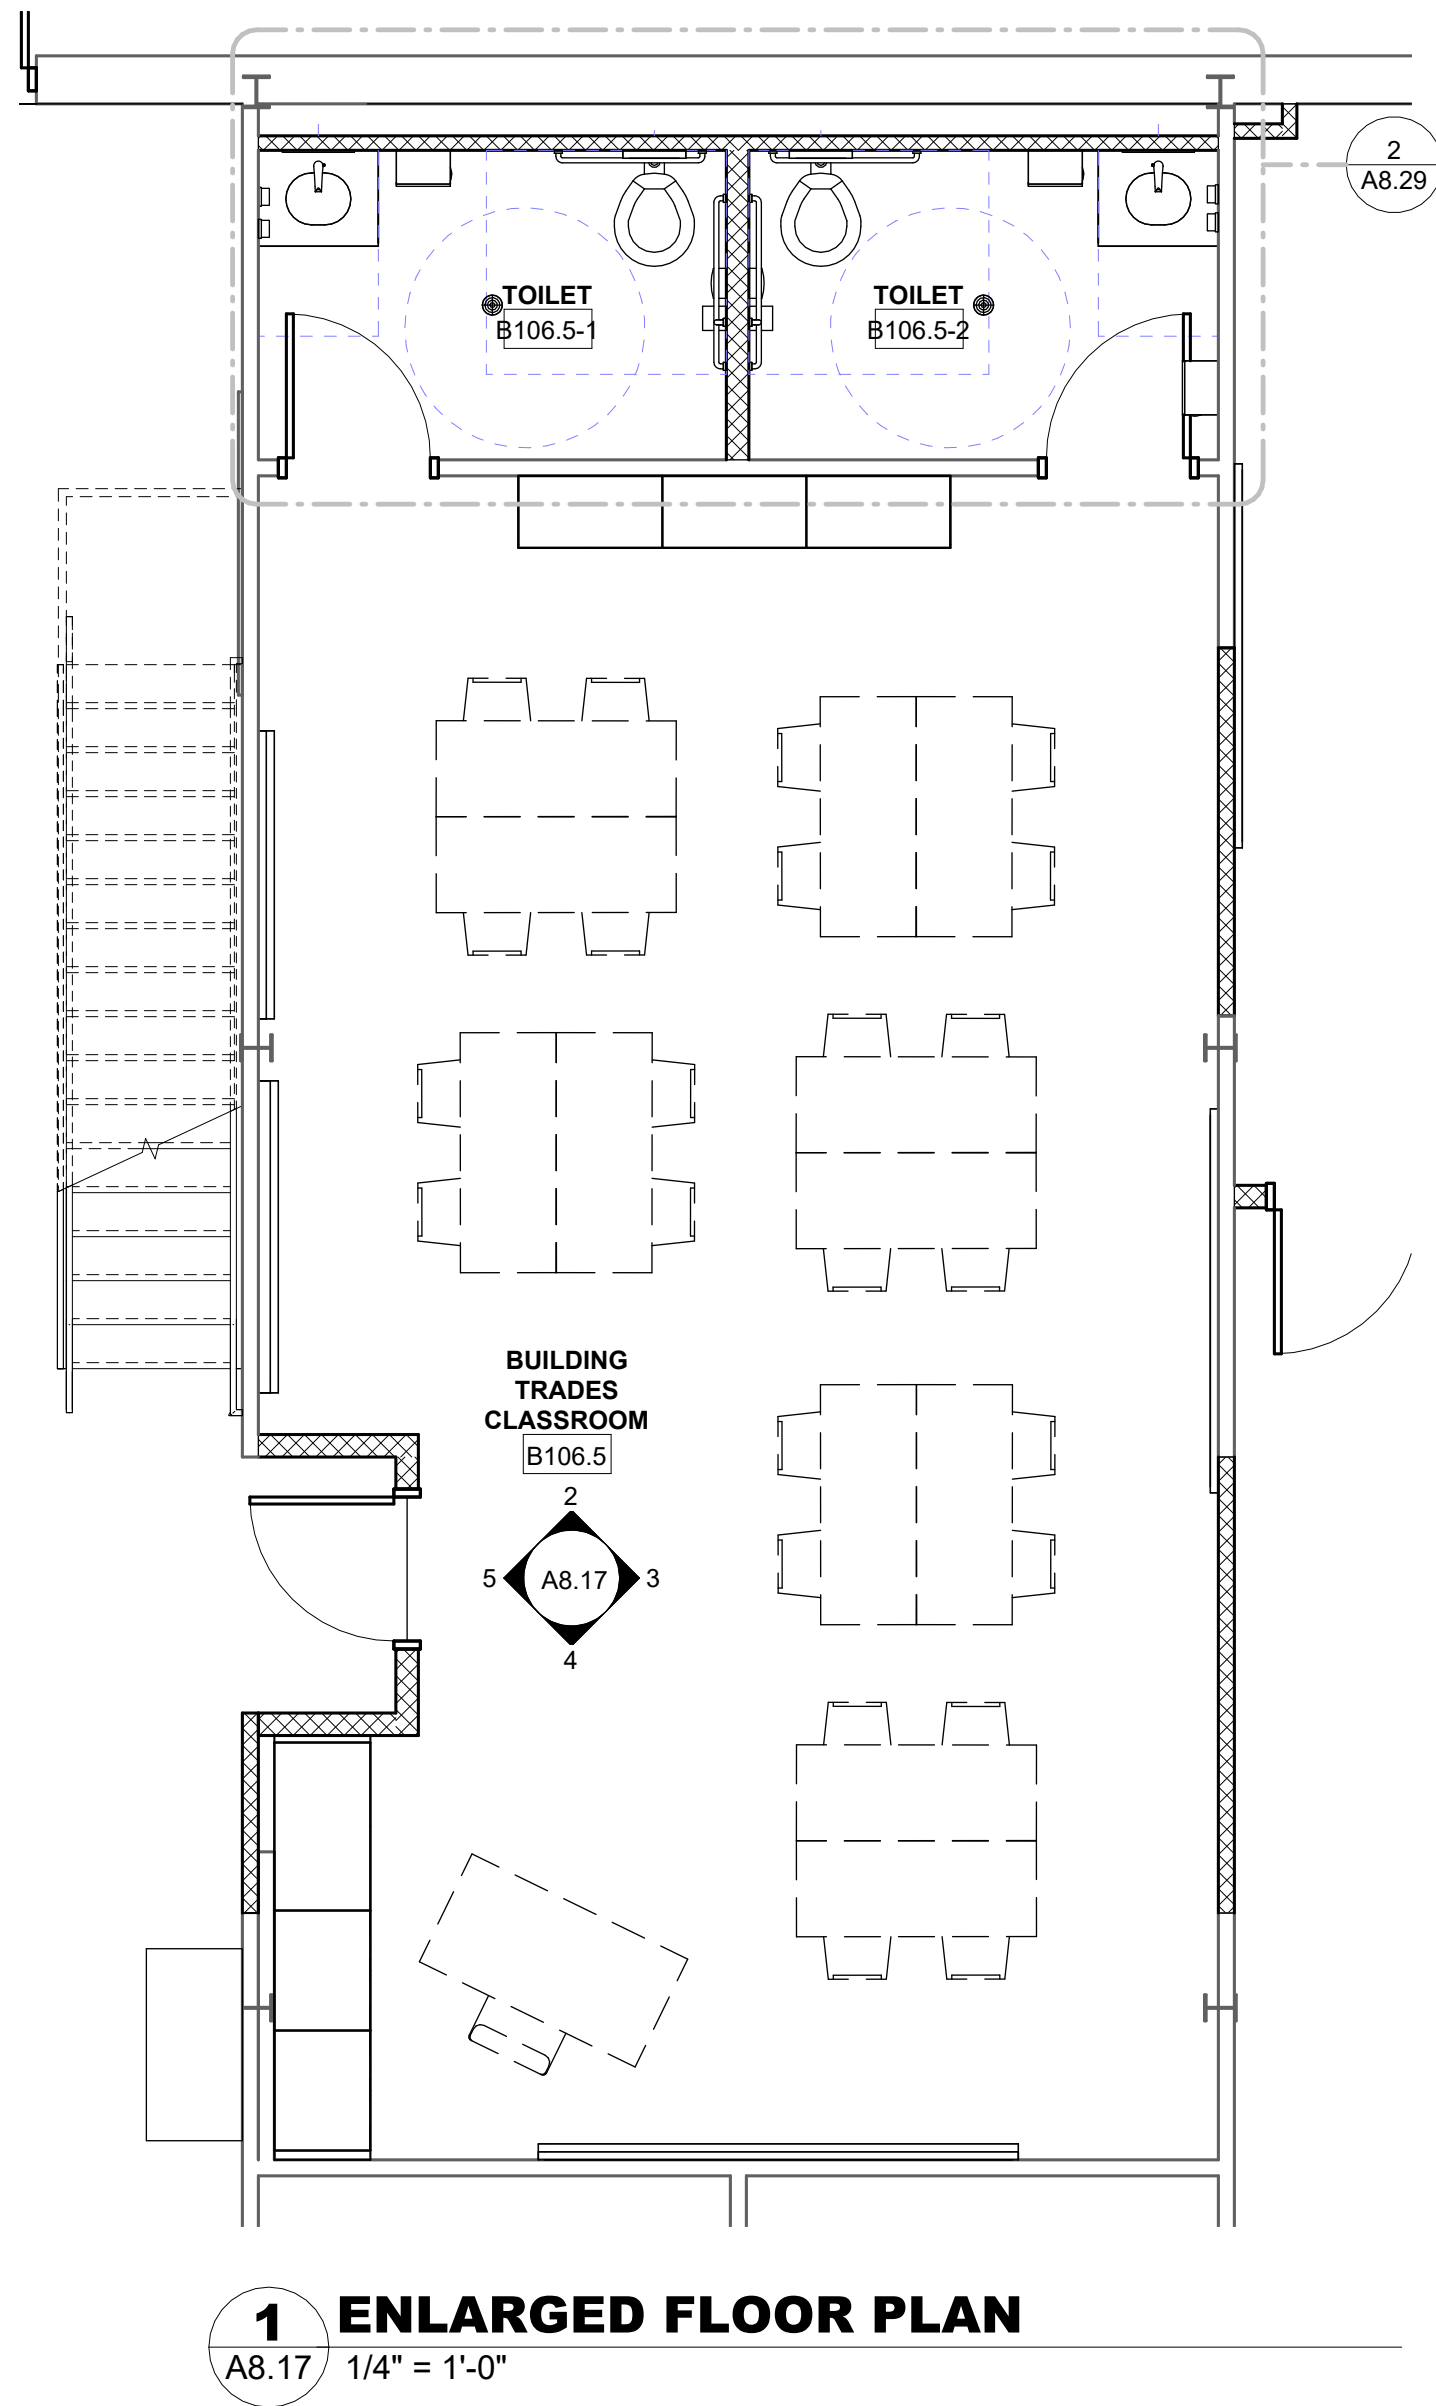 2
A8.29
TOILET
B106.5-1
TOILET
B106.5-2
BUILDING
TRADES
CLASSROOM
B106.5
2
5
A8.17
3
4
1
ENLARGED FLOOR PLAN
A8.17
1/4" = 1'-0"